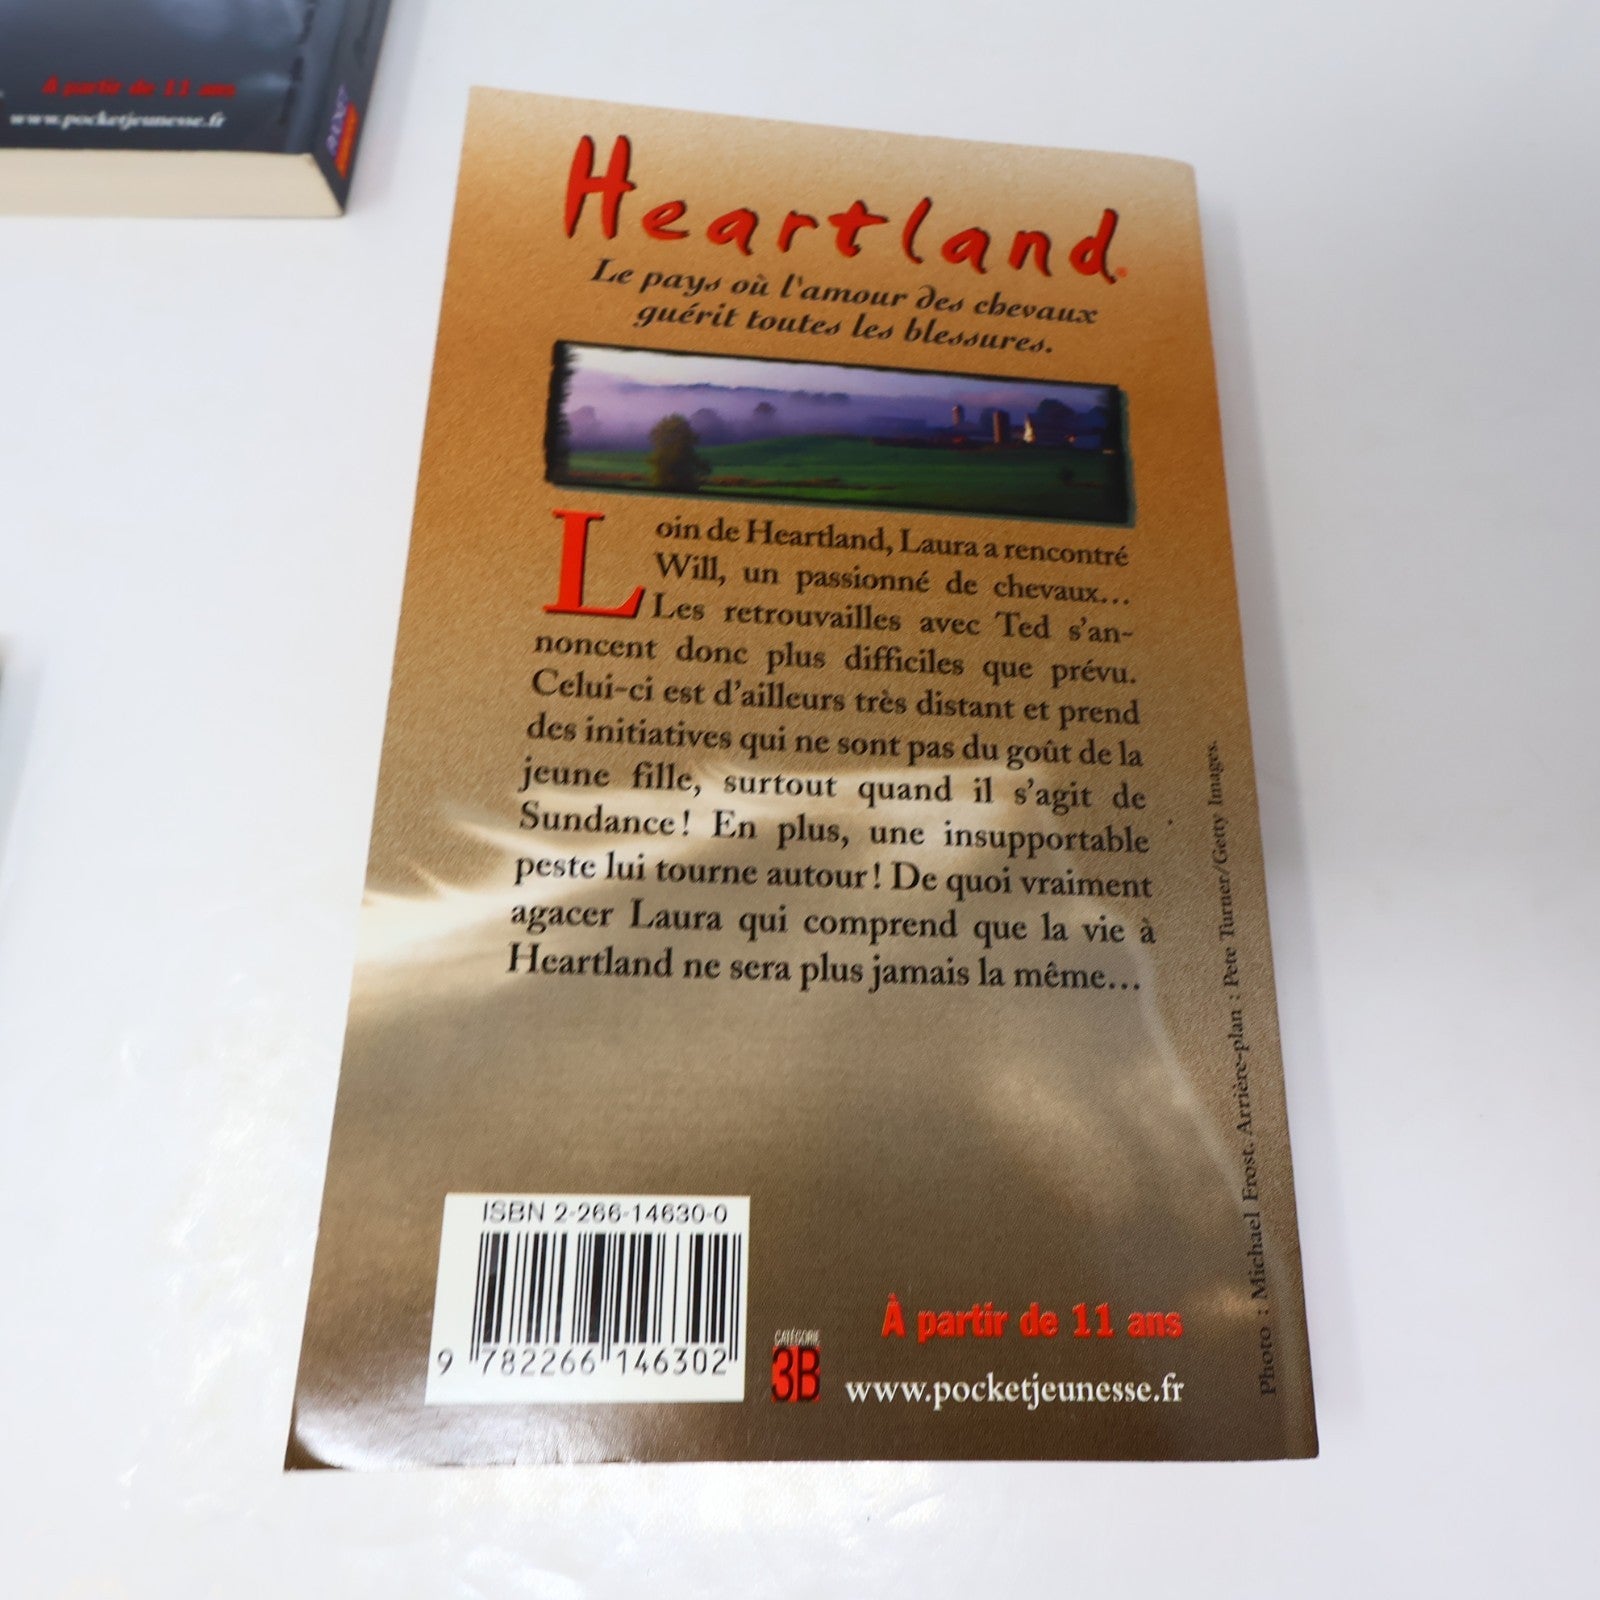 À partir de 11 ans
www.pocketjeunesse.fr
Heartland
Le pays où l'amour des chevaux
guérit toutes les blessures.
Loin de Heartland, Laura a rencontré
Will, un passionné de chevaux...
Les retrouvailles avec Ted s'an-
noncent donc plus difficiles que prévu.
Celui-ci est d'ailleurs très distant et prend
des initiatives qui ne sont pas du goût de la
jeune fille, surtout quand il s'agit de
Sundance ! En plus, une insupportable
peste lui tourne autour ! De quoi vraiment
agacer Laura qui comprend que la vie à
Heartland ne sera plus jamais la même...
Photo : Michael Frost. Arrière-plan : Pete Turner/Getty Images.
ISBN 2-266-14630-0
9 782266 146302
CATÉGORIE
3B
À partir de 11 ans
www.pocketjeunesse.fr